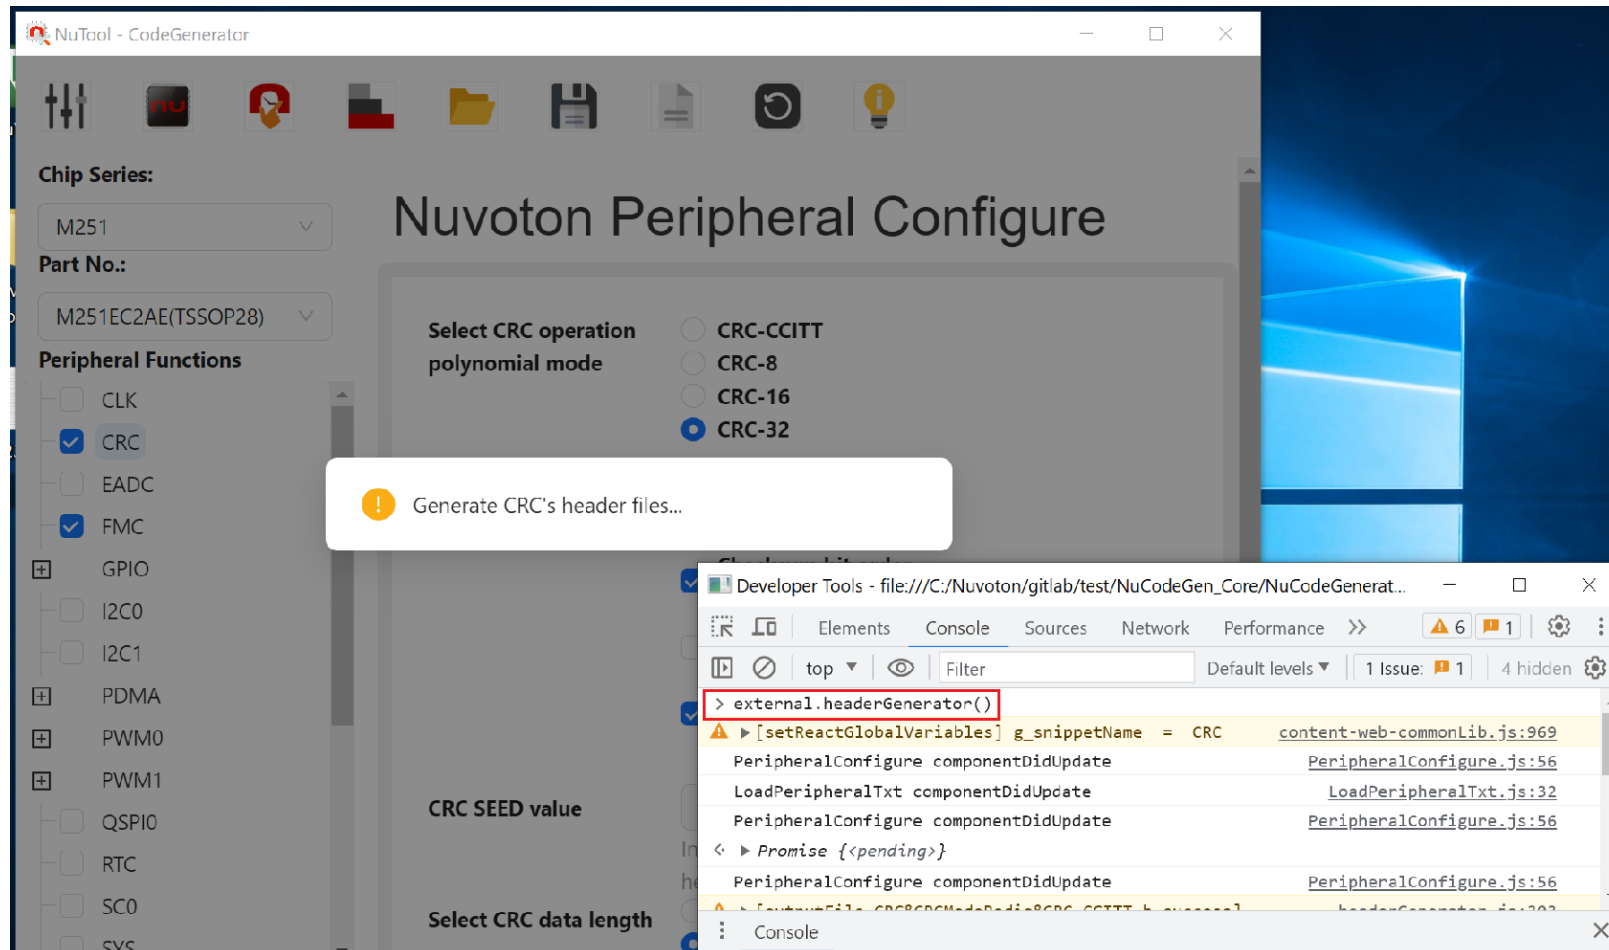 NuTool - CodeGenerator
Chip Series:
M251
Part No.:
M251EC2AE(TSSOP28)
Peripheral Functions
CLK
CRC
EADC
FMC
GPIO
I2C0
I2C1
PDMA
PWM0
PWM1
QSPI0
RTC
SC0
SYS
Nuvoton Peripheral Configure
Select CRC operation
polynomial mode
CRC-CCITT
CRC-8
CRC-16
CRC-32
Generate CRC's header files...
CRC SEED value
In
he
Select CRC data length
Developer Tools - file:///C:/Nuvoton/gitlab/test/NuCodeGen_Core/NuCodeGenerat...
Elements Console Sources Network Performance 6 1
top Filter Default levels 1 Issue: 1 4 hidden
> external.headerGenerator()
[setReactGlobalVariables] g_snippetName = CRC content-web-commonLib.js:969
PeripheralConfigure componentDidUpdate PeripheralConfigure.js:56
LoadPeripheralTxt componentDidUpdate LoadPeripheralTxt.js:32
PeripheralConfigure componentDidUpdate PeripheralConfigure.js:56
Promise {<pending>}
PeripheralConfigure componentDidUpdate PeripheralConfigure.js:56
Console